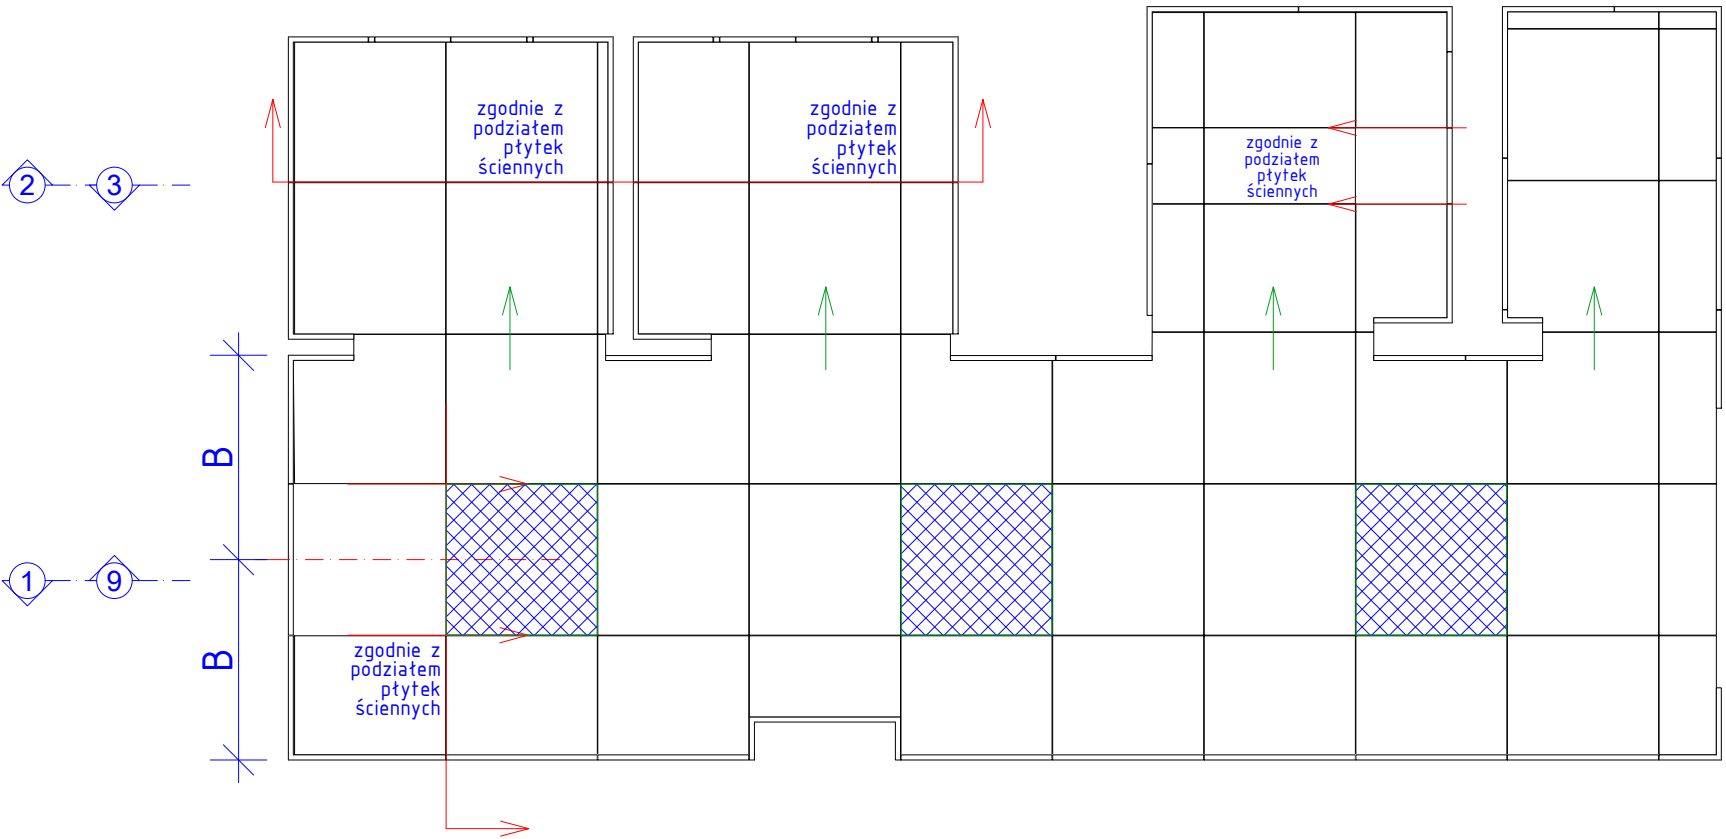 zgodnie z
podziałem
płytek
ściennych
zgodnie z
podziałem
płytek
ściennych
zgodnie z
podziałem
płytek
ściennych
2
3
B
1
9
B
zgodnie z
podziałem
płytek
ściennych